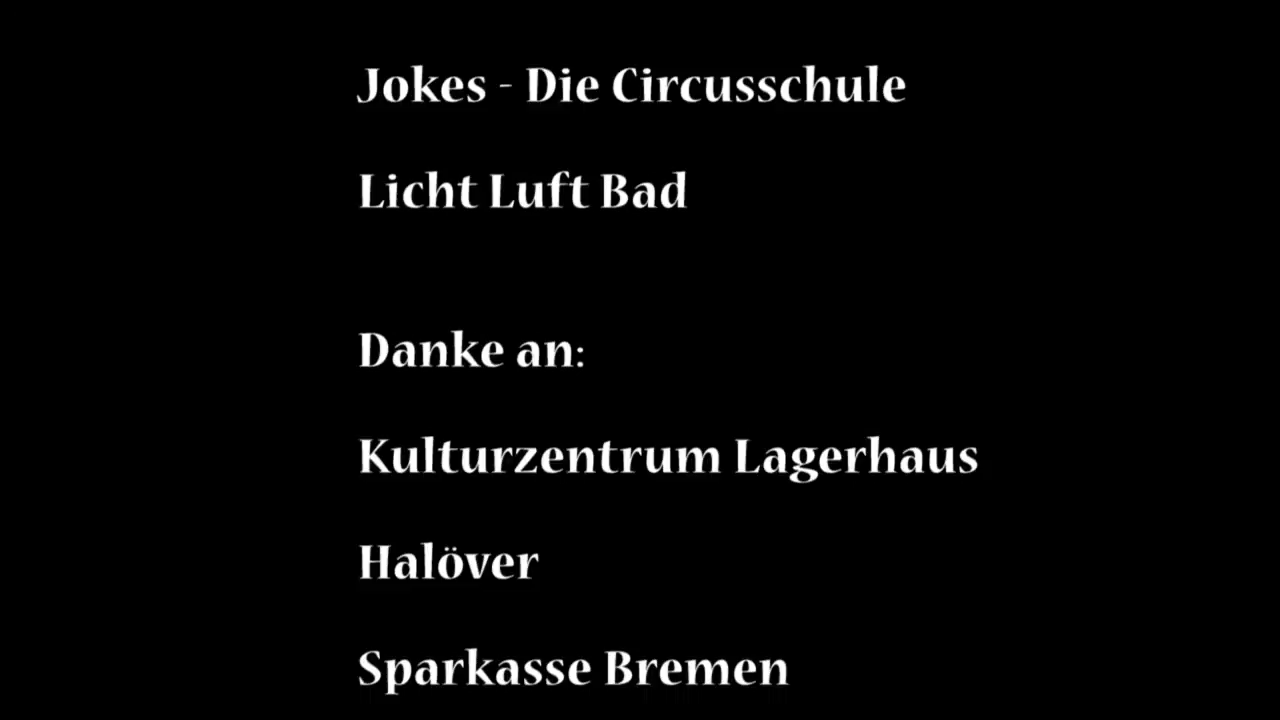 Jokes - Die Circusschule
Licht Luft Bad
Danke an:
Kulturzentrum Lagerhaus
Halöver
Sparkasse Bremen